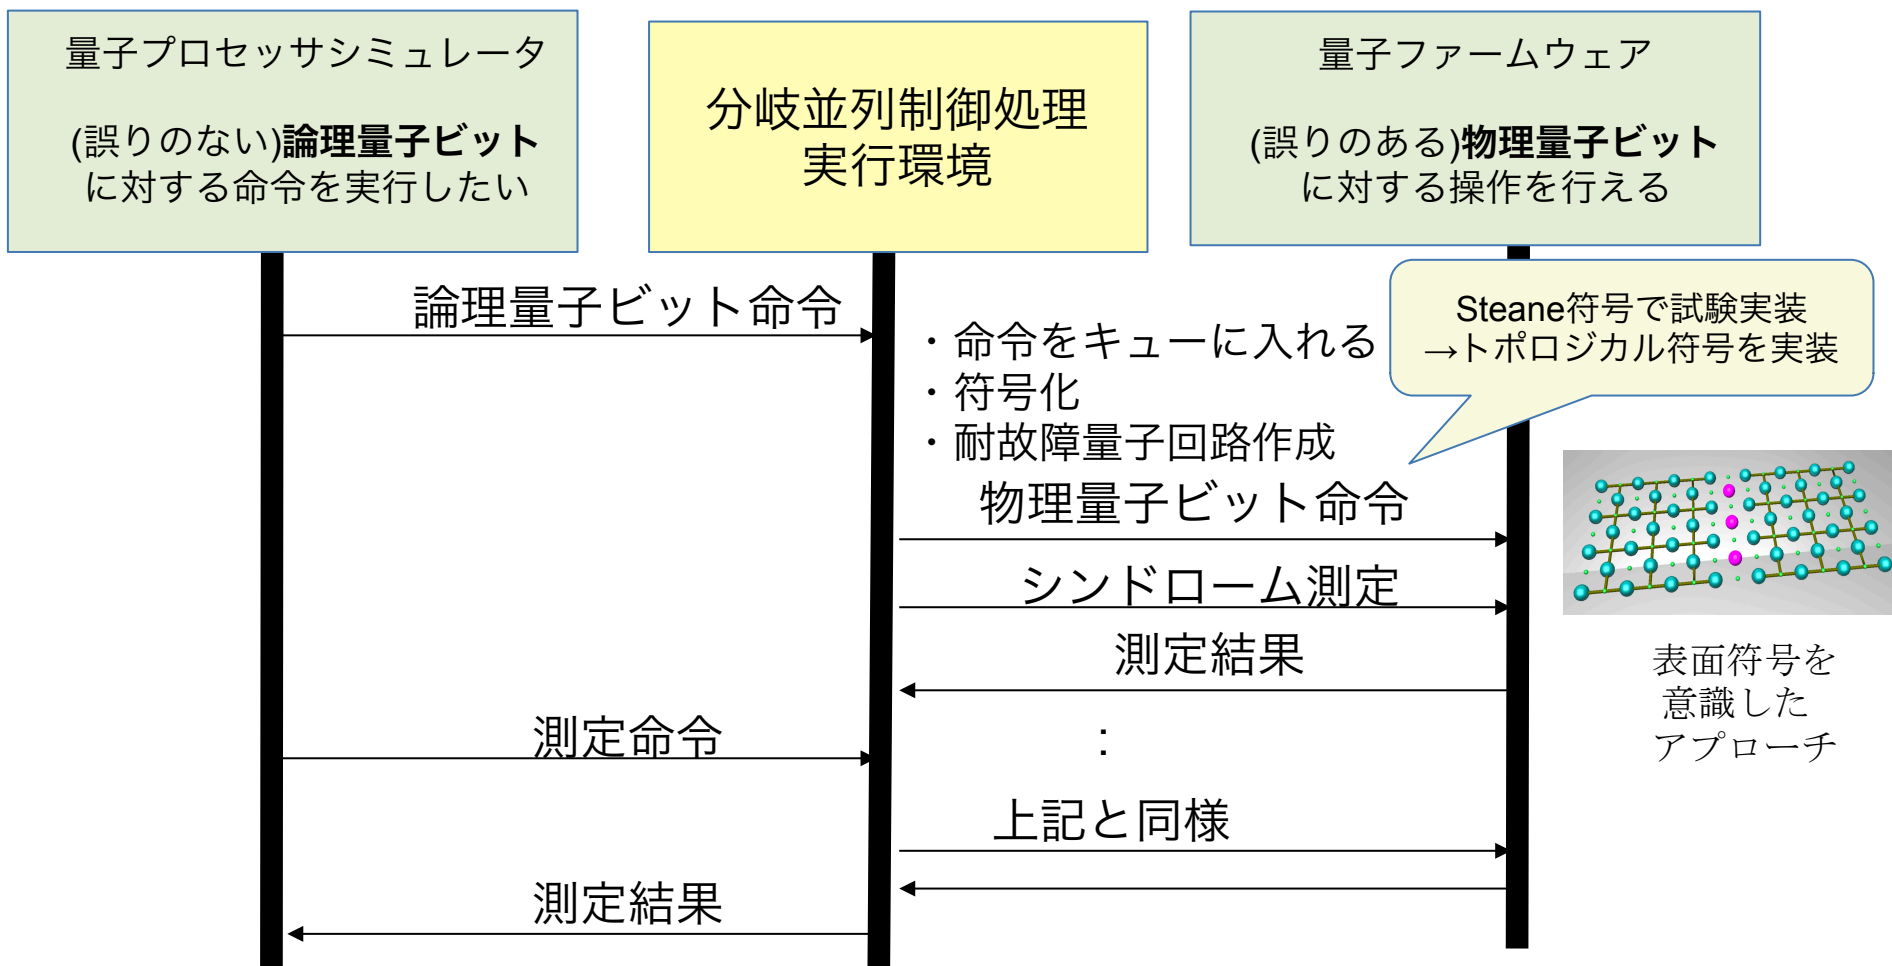 量子プロセッサシミュレータ
(誤りのない)論理量子ビット
に対する命令を実行したい
分岐並列制御処理
実行環境
量子ファームウェア
(誤りのある)物理量子ビット
に対する操作を行える
論理量子ビット命令
・命令をキューに入れる
・符号化
・耐故障量子回路作成
Steane符号で試験実装
→トポロジカル符号を実装
物理量子ビット命令
シンドローム測定
測定結果
表面符号を
意識した
アプローチ
測定命令
:
上記と同様
測定結果